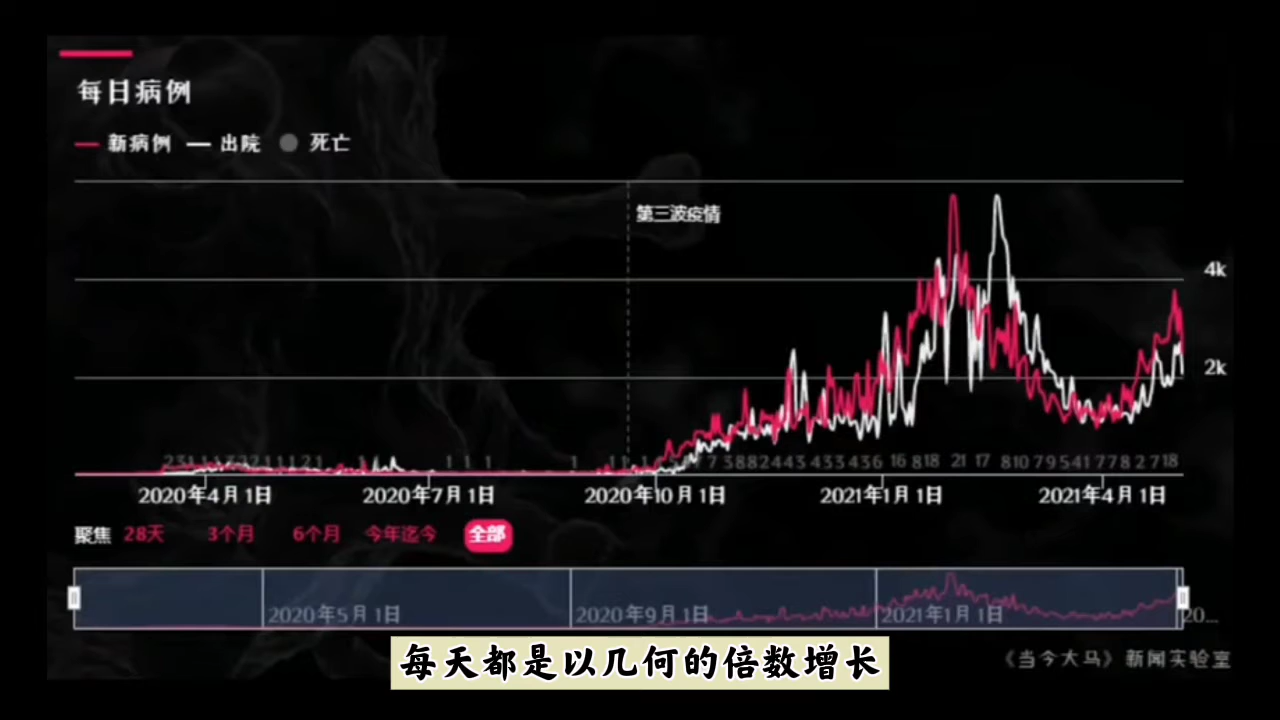 每日病例
新病例 出院 死亡
第三波疫情
4k
2k
2020年4月1日 2020年7月1日 2020年10月1日 2021年1月1日 2021年4月1日
聚焦 28天 3个月 6个月 今年迄今 全部
2020年5月1日 2020年9月1日 2021年1月1日 20...
每天都是以几何的倍数增长
《当今大马》新闻实验室